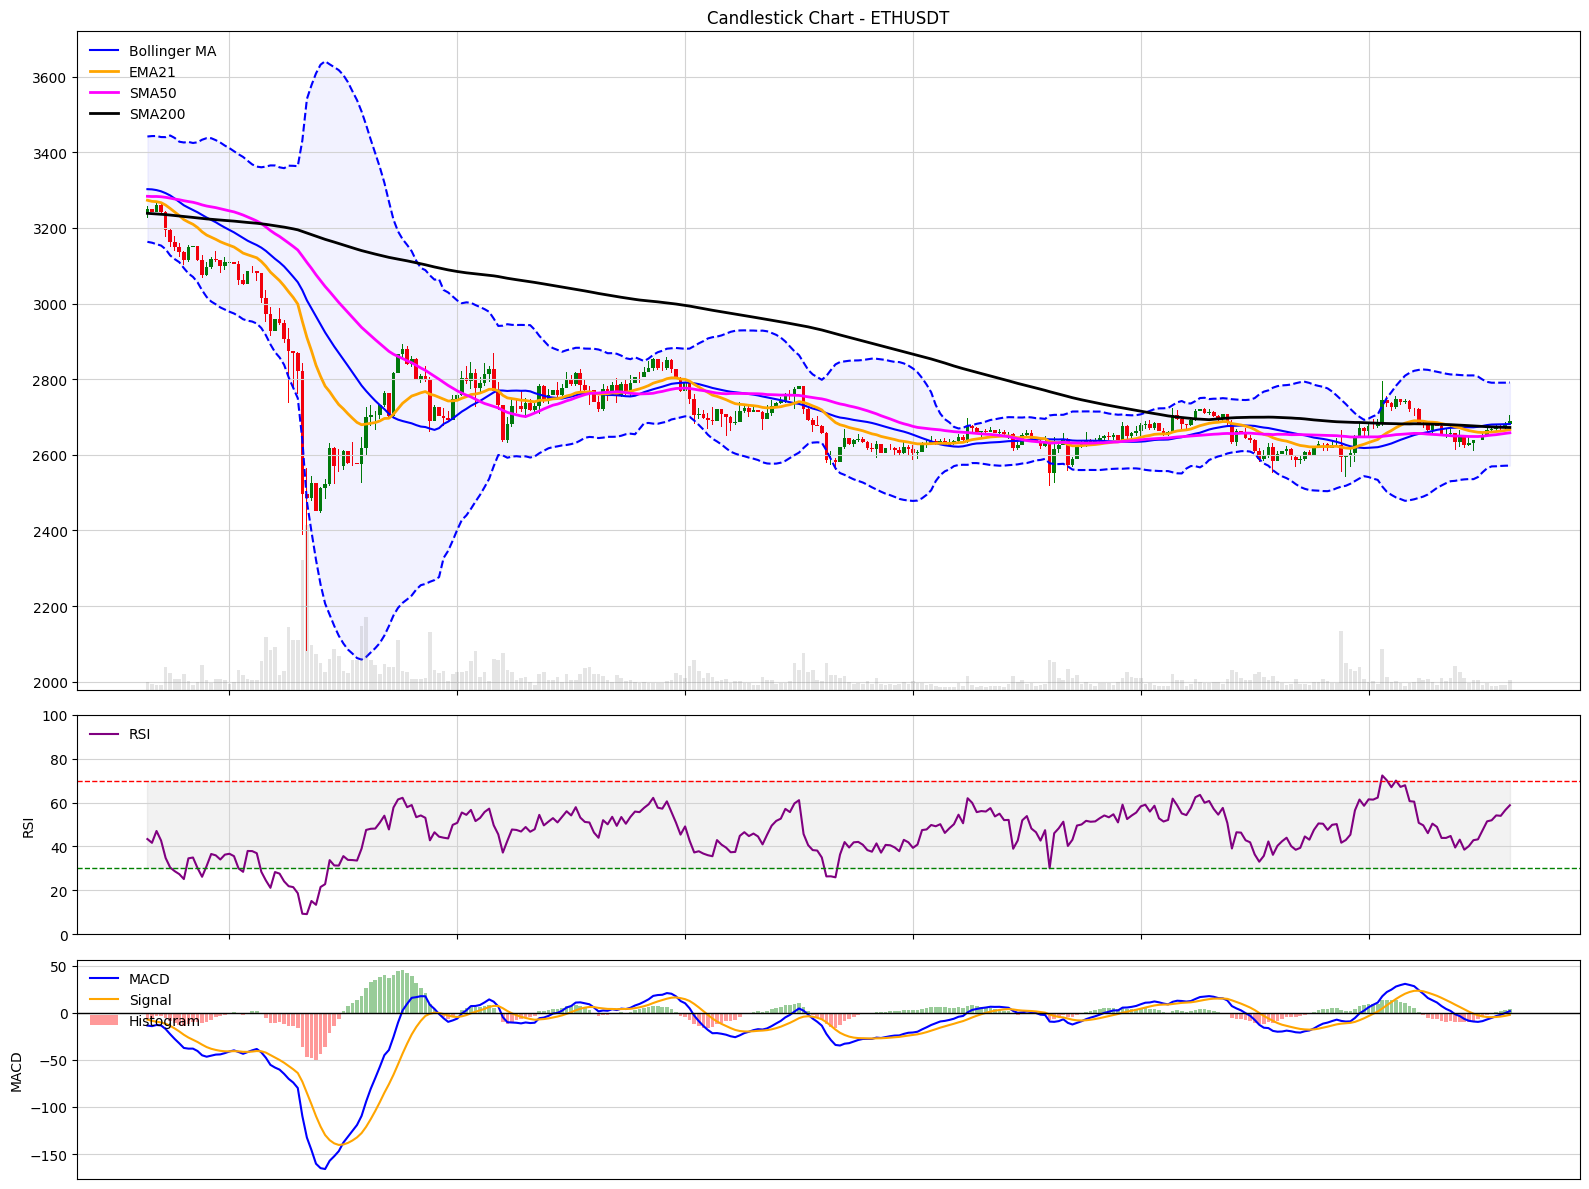 Candlestick Chart - ETHUSDT
Bollinger MA
EMA21
SMA50
SMA200
3600
3400
3200
3000
2800
2600
2400
2200
2000
RSI
RSI
100
80
60
40
20
0
MACD
Signal
Histogram
MACD
50
0
−50
−100
−150